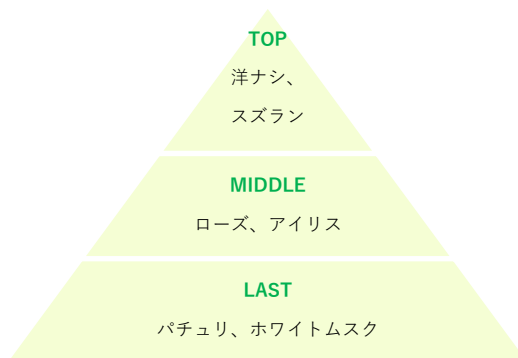 TOP
洋ナシ、
スズラン
MIDDLE
ローズ、アイリス
LAST
パチュリ、ホワイトムスク